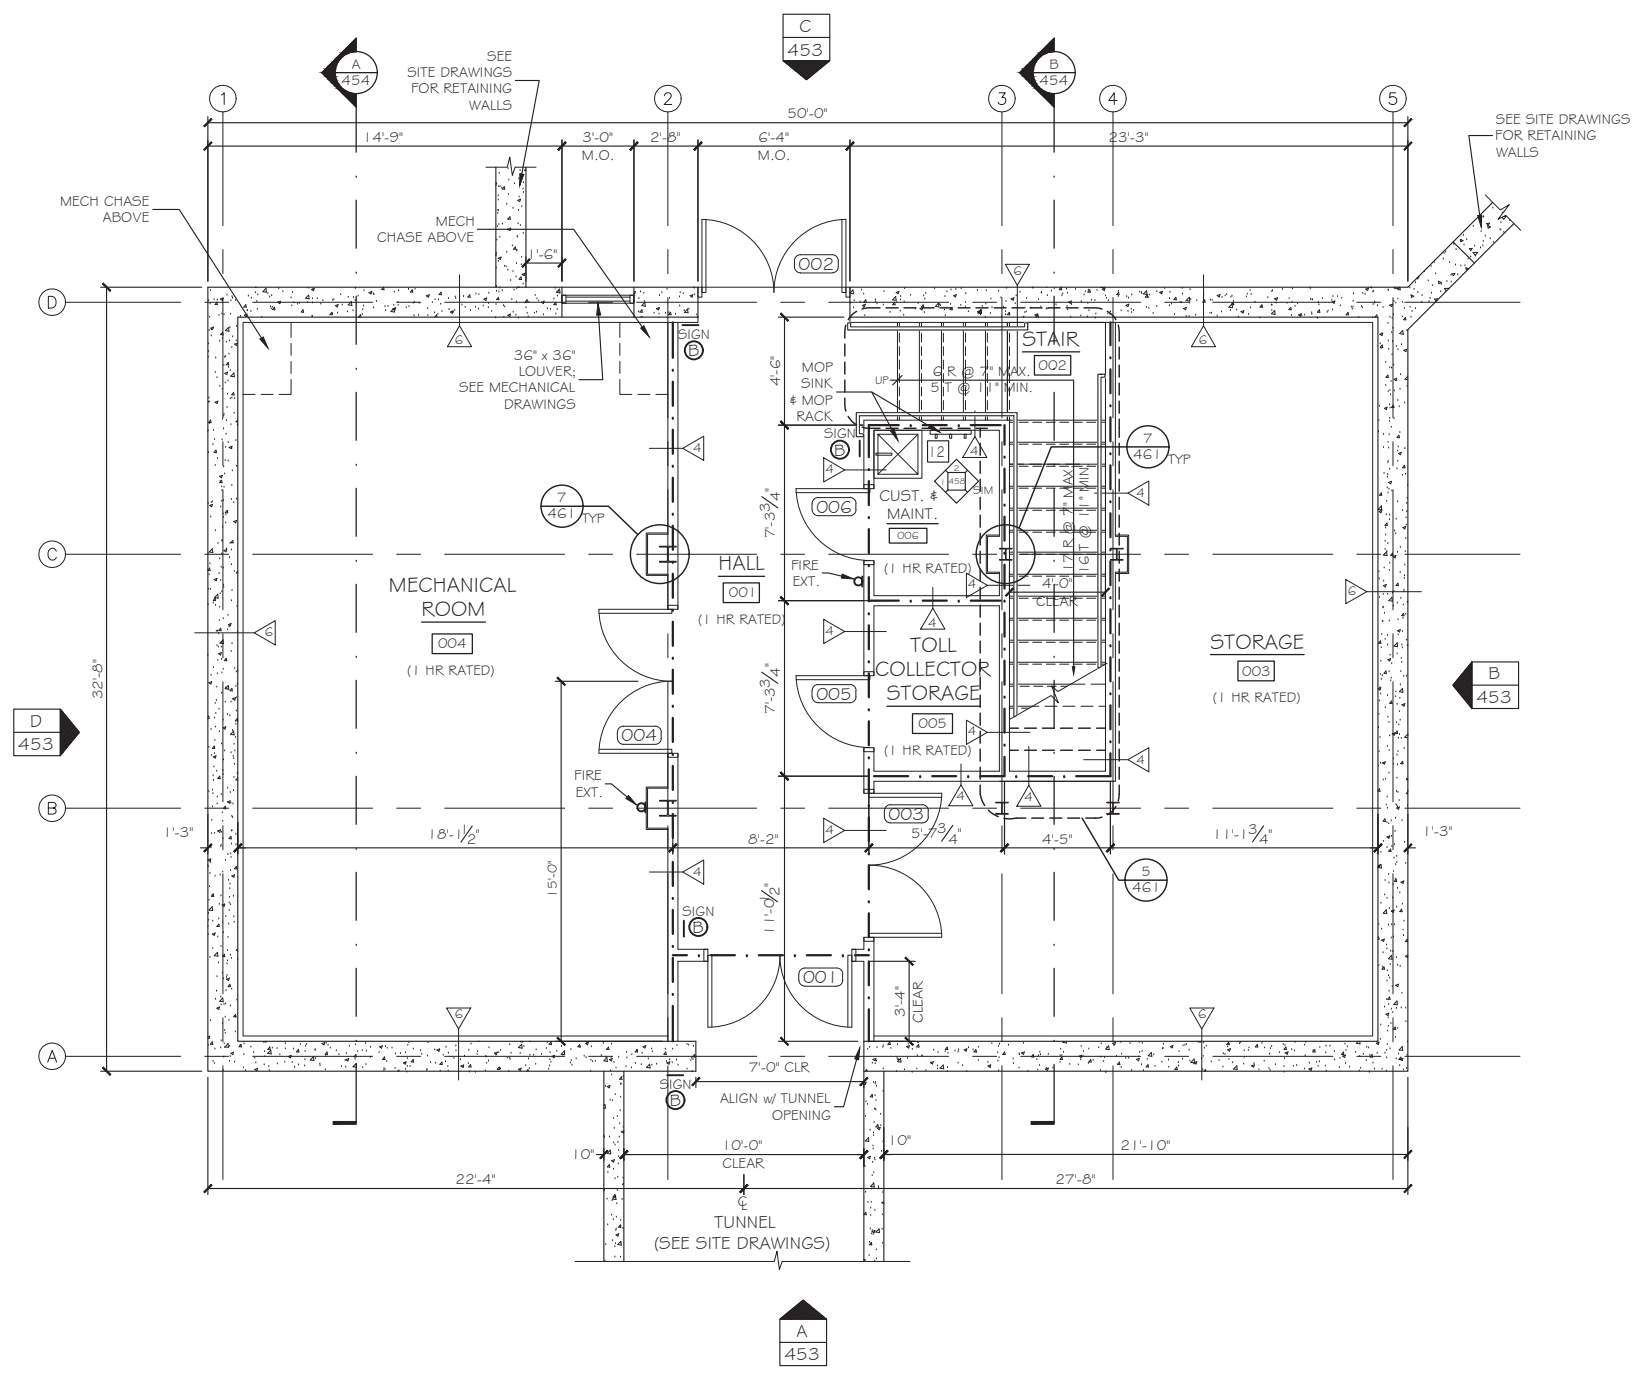 C
453
A
454
B
454
SEE
SITE DRAWINGS
FOR RETAINING
WALLS
1
2
3
4
5
50'-0"
14'-9"
3'-0"
M.O.
2'-8"
6'-4"
M.O.
23'-3"
SEE SITE DRAWINGS
FOR RETAINING
WALLS
MECH CHASE
ABOVE
MECH
CHASE ABOVE
1'-6"
002
6
D
6
6
SIGN
B
STAIR
002
36" x 36"
LOUVER;
SEE MECHANICAL
DRAWINGS
4'-6"
MOP
SINK
& MOP
RACK
UP
6 R @ 7" MAX.
5 T @ 11" MIN.
SIGN
B
4
4
12
4
7
461
TYP
2
1
458
SIM
17 R @ 7" MAX
16 T @ 11" MIN
4
7
461
TYP
006
CUST. &
MAINT.
006
(1 HR RATED)
7'-3 3/4"
C
HALL
001
(1 HR RATED)
FIRE
EXT.
4
4'-0"
CLEAR
6
MECHANICAL
ROOM
004
(1 HR RATED)
6
4
4
TOLL
COLLECTOR
STORAGE
005
(1 HR RATED)
STORAGE
003
(1 HR RATED)
32'-8"
7'-3 3/4"
005
B
453
D
453
004
4
4
FIRE
EXT.
4
4
B
003
4
1'-3"
18'-1 1/2"
8'-2"
5'-7 3/4"
4'-5"
11'-1 3/4"
1'-3"
15'-0"
4
11'-0 1/2"
5
461
SIGN
B
001
3'-4"
CLEAR
6
6
A
7'-0" CLR
SIGN
B
ALIGN w/ TUNNEL
OPENING
10"
10'-0"
CLEAR
10"
21'-10"
22'-4"
27'-8"
℄
TUNNEL
(SEE SITE DRAWINGS)
A
453